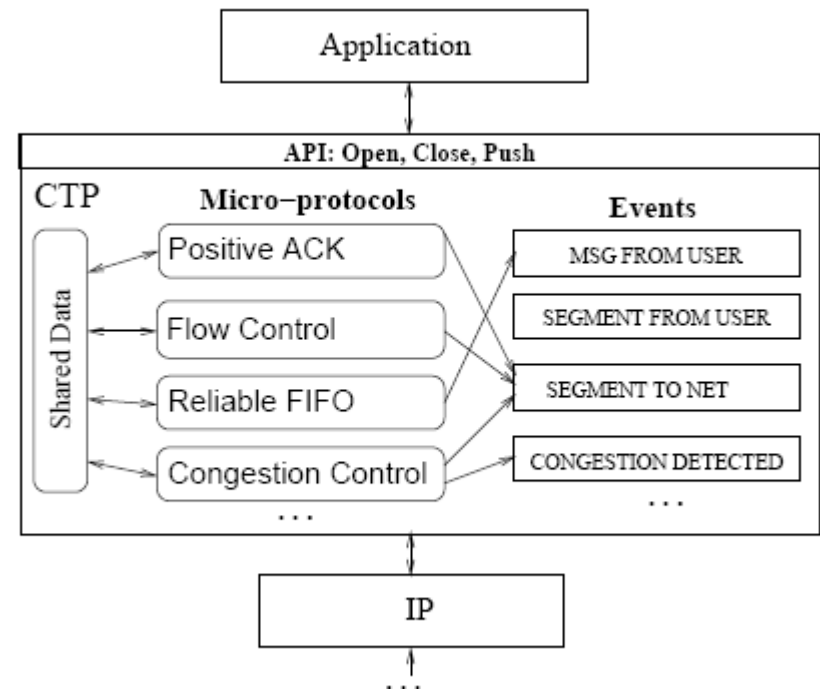 Application
API: Open, Close, Push
CTP
Micro-protocols
Events
Shared Data
Positive ACK
Flow Control
Reliable FIFO
Congestion Control
. . .
MSG FROM USER
SEGMENT FROM USER
SEGMENT TO NET
CONGESTION DETECTED
. . .
IP
. . .